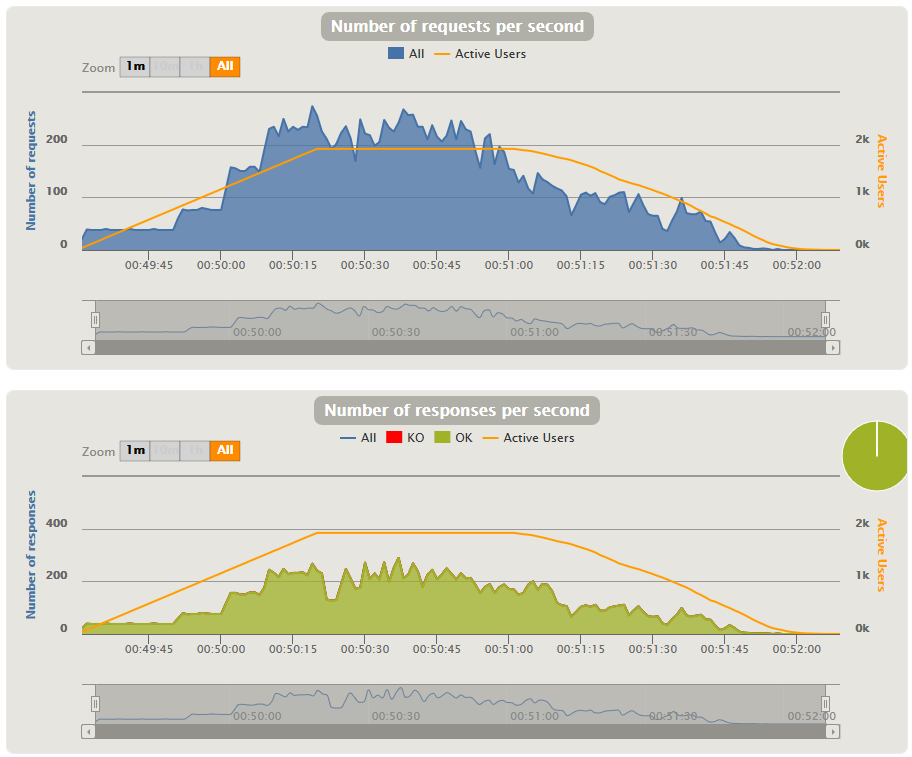 Number of requests per second
All Active Users
Zoom 1m 10m 1h All
Number of requests
200
100
0
2k
1k
0k
Active Users
00:49:45 00:50:00 00:50:15 00:50:30 00:50:45 00:51:00 00:51:15 00:51:30 00:51:45 00:52:00
00:50:00 00:50:30 00:51:00 00:51:30 00:52:00
Number of responses per second
All KO OK Active Users
Zoom 1m 10m 1h All
Number of responses
400
200
0
2k
1k
0k
Active Users
00:49:45 00:50:00 00:50:15 00:50:30 00:50:45 00:51:00 00:51:15 00:51:30 00:51:45 00:52:00
00:50:00 00:50:30 00:51:00 00:51:30 00:52:00